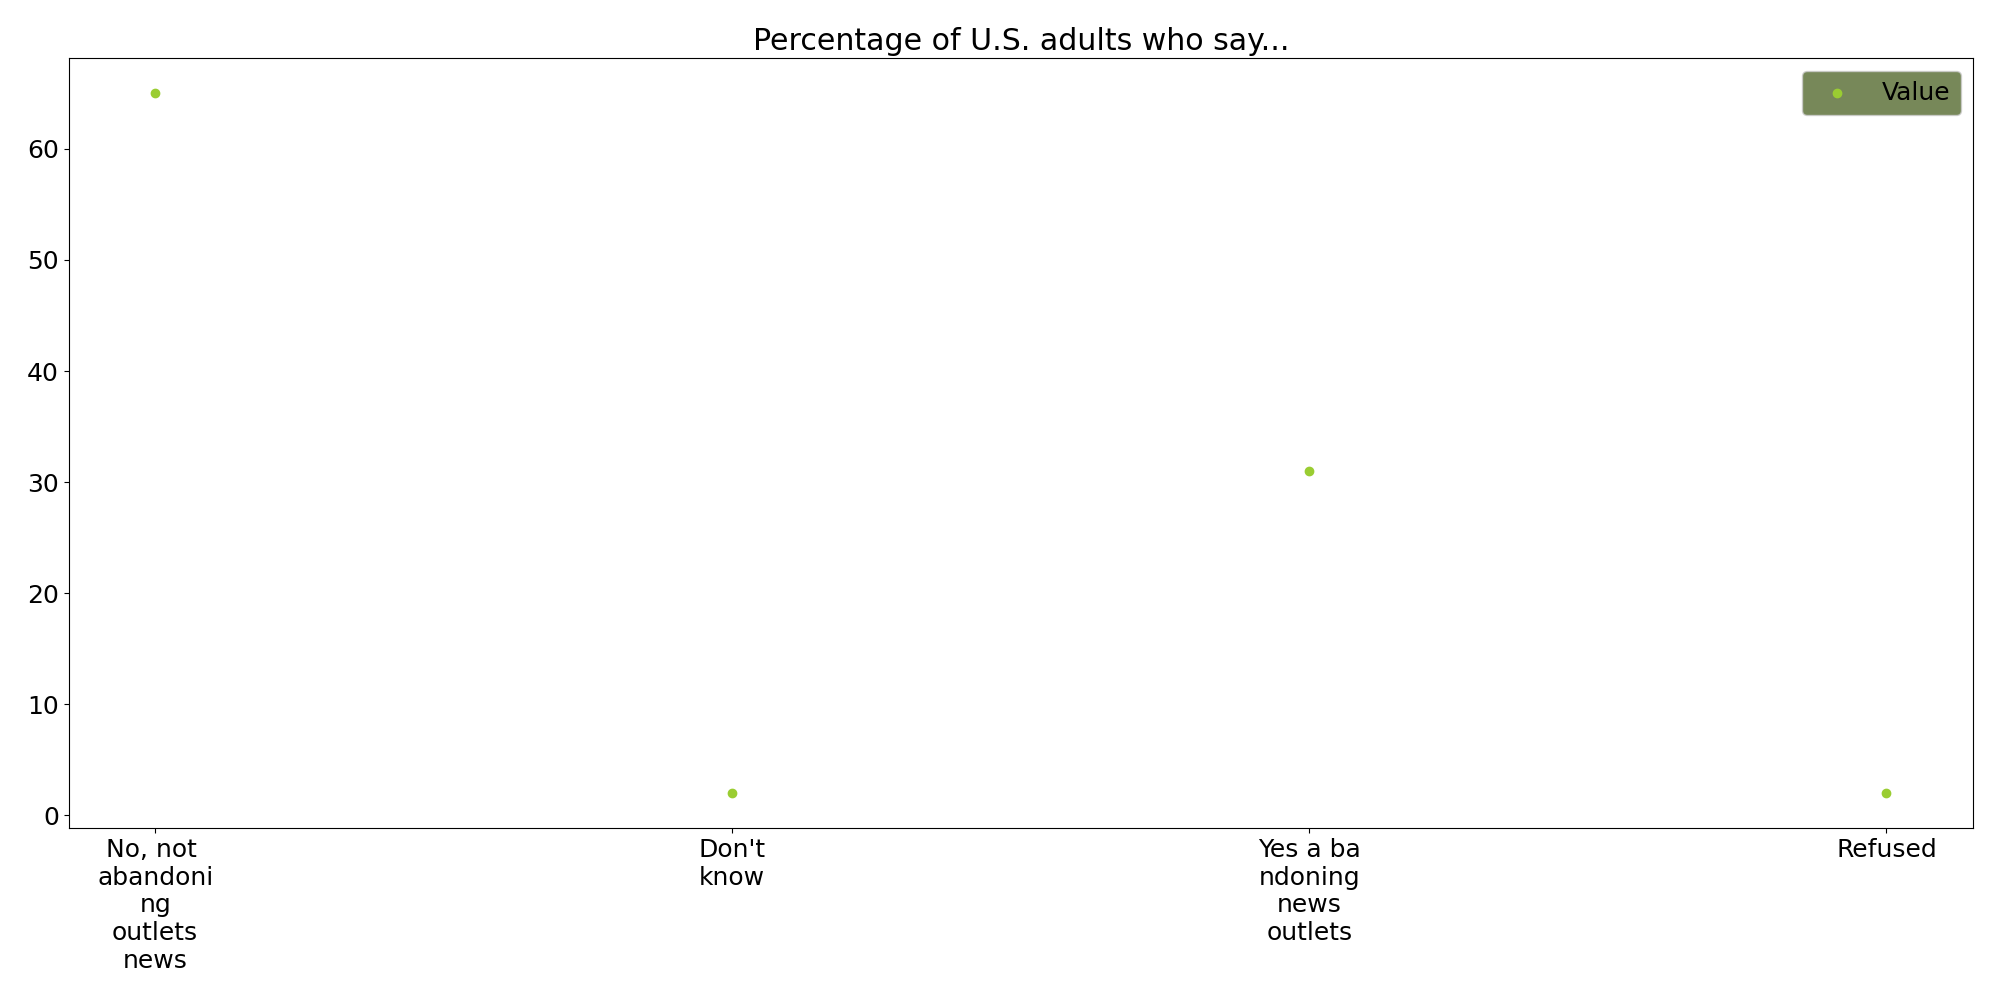 Percentage of U.S. adults who say...
Value
60
50
40
30
20
10
0
No, not
abandoni
ng
outlets
news
Don't
know
Yes a ba
ndoning
news
outlets
Refused